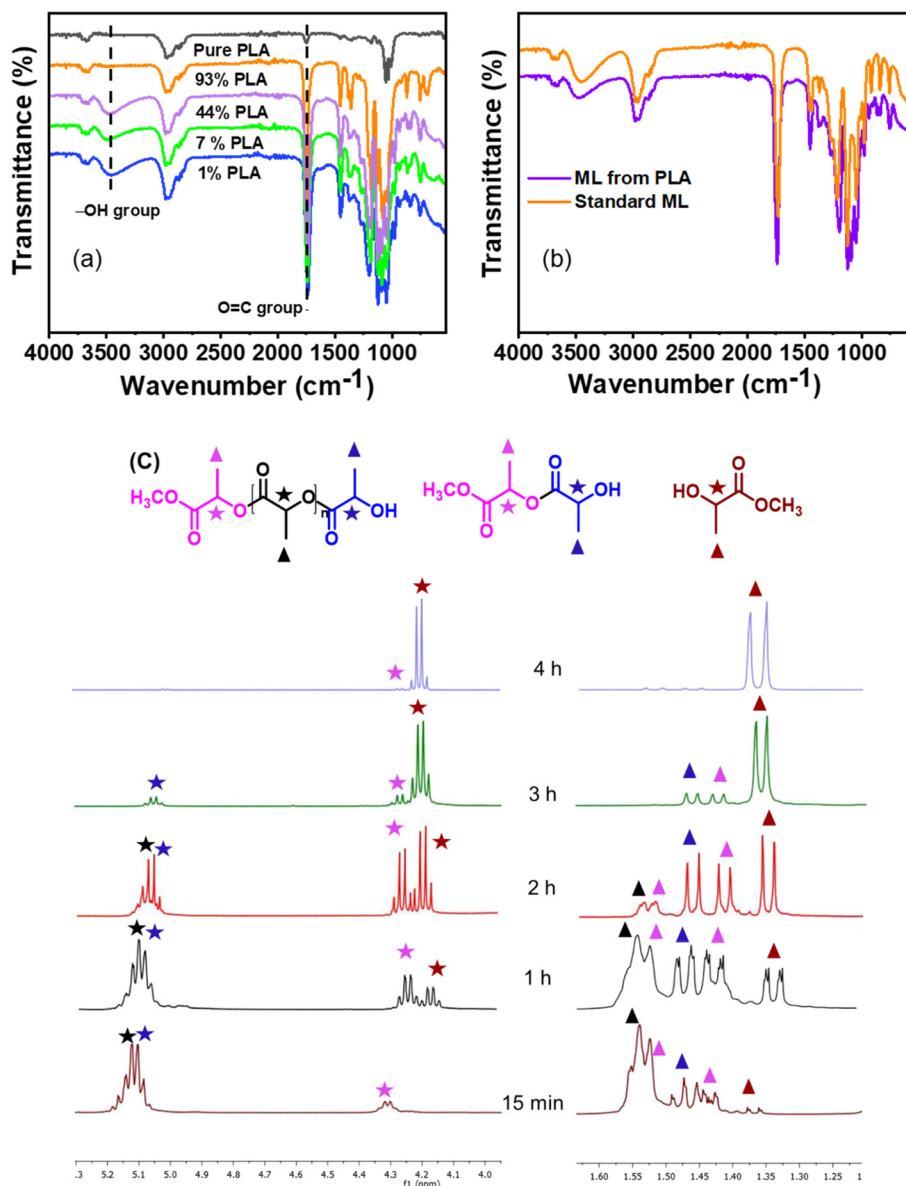 Transmittance (%)
Pure PLA
93% PLA
44% PLA
7 % PLA
1% PLA
–OH group
(a)
O=C group
4000 3500 3000 2500 2000 1500 1000
Wavenumber (cm-1)
Transmittance (%)
ML from PLA
Standard ML
(b)
4000 3500 3000 2500 2000 1500 1000
Wavenumber (cm-1)
(C)
H3CO
O
O
O
O
n
O
OH
H3CO
O
O
O
OH
HO
O
OCH3
4 h
3 h
2 h
1 h
15 min
.3 5.2 5.1 5.0 4.9 4.8 4.7 4.6 4.5 4.4 4.3 4.2 4.1 4.0
f1 (ppm)
1.60 1.55 1.50 1.45 1.40 1.35 1.30 1.25 1